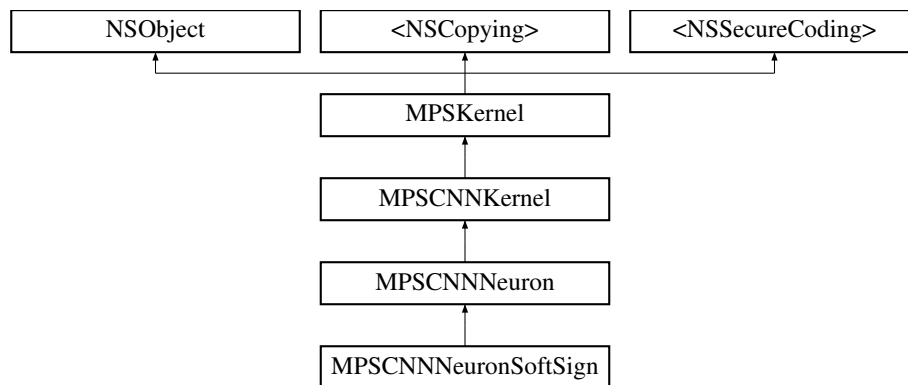 NSObject
<NSCopying>
<NSSecureCoding>
MPSKernel
MPSCNNKernel
MPSCNNNeuron
MPSCNNNeuronSoftSign